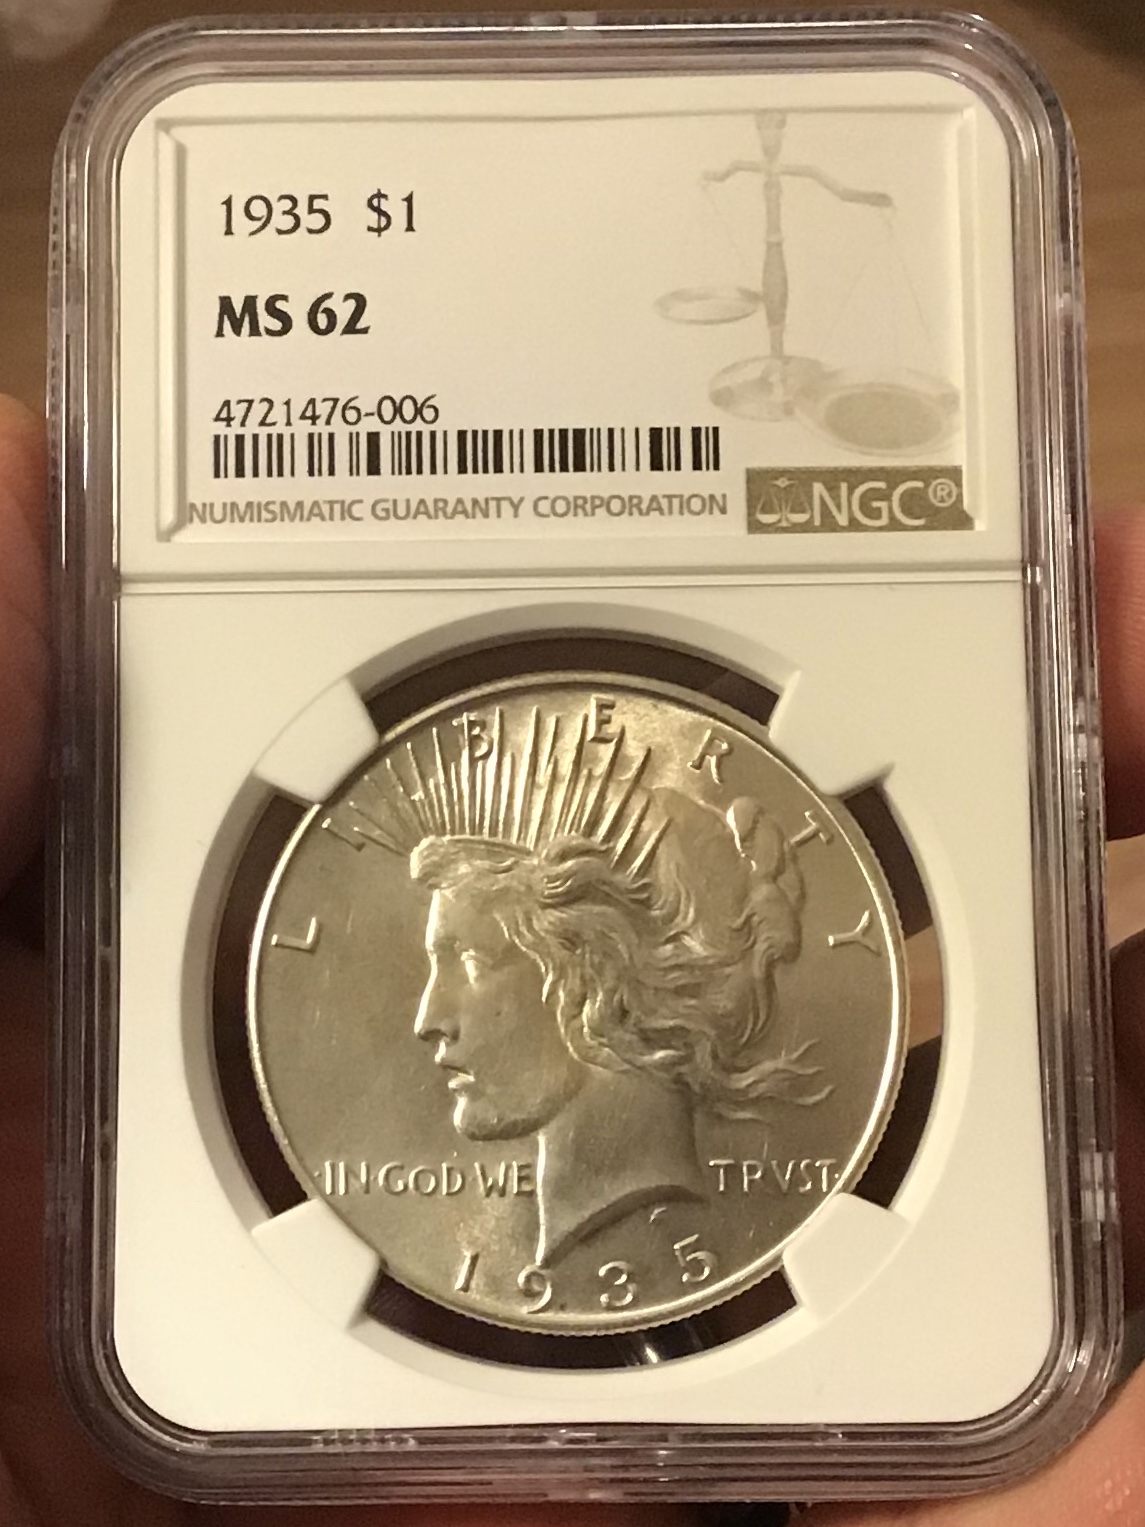 1935 $1
MS 62
4721476-006
NUMISMATIC GUARANTY CORPORATION
NGC®
LIBERTY
·IN GOD WE TRVST·
1935